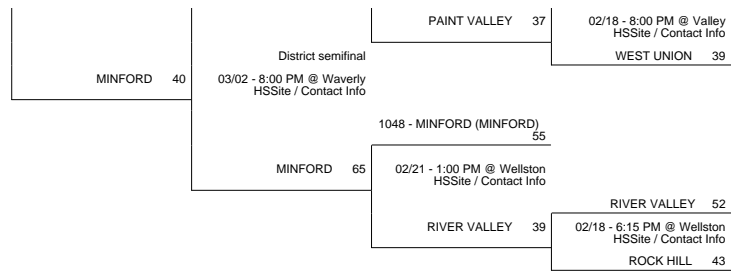 PAINT VALLEY 37
02/18 - 8:00 PM @ Valley
HSSite / Contact Info
WEST UNION 39
District semifinal
MINFORD 40
03/02 - 8:00 PM @ Waverly
HSSite / Contact Info
1048 - MINFORD (MINFORD)
55
MINFORD 65
02/21 - 1:00 PM @ Wellston
HSSite / Contact Info
RIVER VALLEY 52
RIVER VALLEY 39
02/18 - 6:15 PM @ Wellston
HSSite / Contact Info
ROCK HILL 43